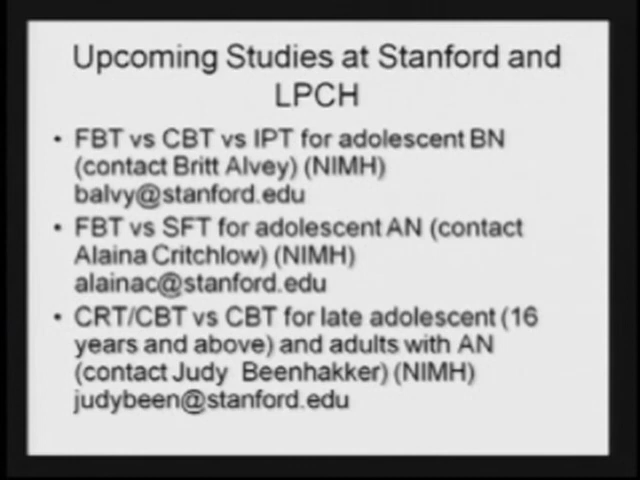 Upcoming Studies at Stanford and
LPCH
• FBT vs CBT vs IPT for adolescent BN
(contact Britt Alvey) (NIMH)
balvy@stanford.edu
• FBT vs SFT for adolescent AN (contact
Alaina Critchlow) (NIMH)
alainac@stanford.edu
• CRT/CBT vs CBT for late adolescent (16
years and above) and adults with AN
(contact Judy  Beenhakker) (NIMH)
judybeen@stanford.edu